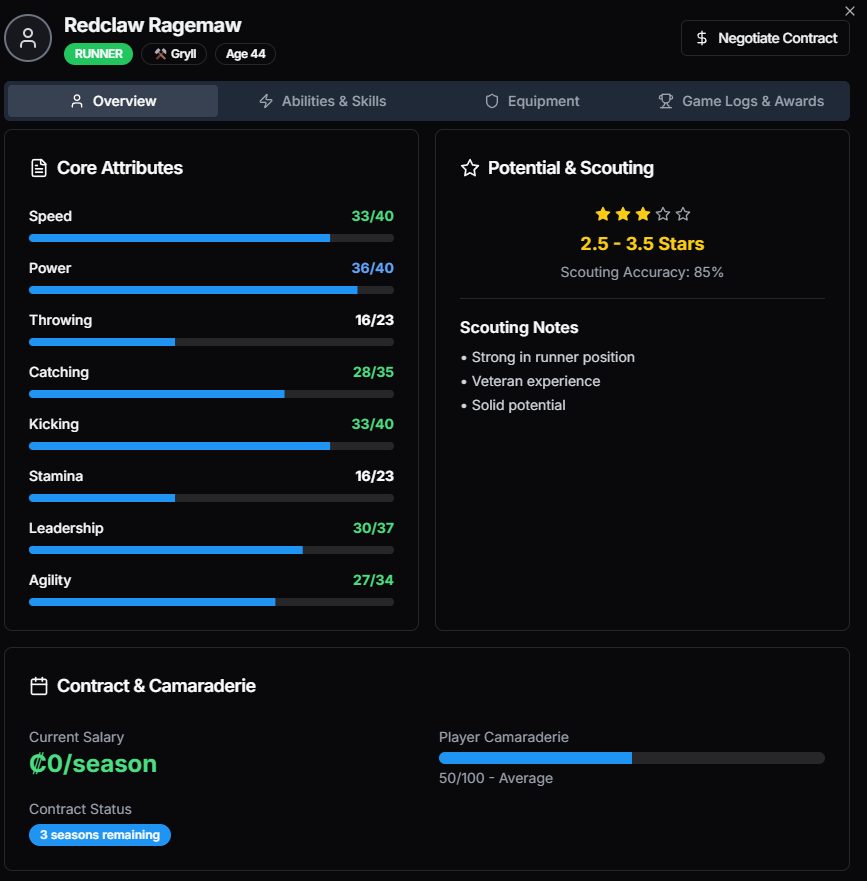 Redclaw Ragemaw
RUNNER
Gryll
Age 44
Negotiate Contract
Overview
Abilities & Skills
Equipment
Game Logs & Awards
Core Attributes
Speed 33/40
Power 36/40
Throwing 16/23
Catching 28/35
Kicking 33/40
Stamina 16/23
Leadership 30/37
Agility 27/34
Potential & Scouting
2.5 - 3.5 Stars
Scouting Accuracy: 85%
Scouting Notes
• Strong in runner position
• Veteran experience
• Solid potential
Contract & Camaraderie
Current Salary
₡0/season
Contract Status
3 seasons remaining
Player Camaraderie
50/100 - Average